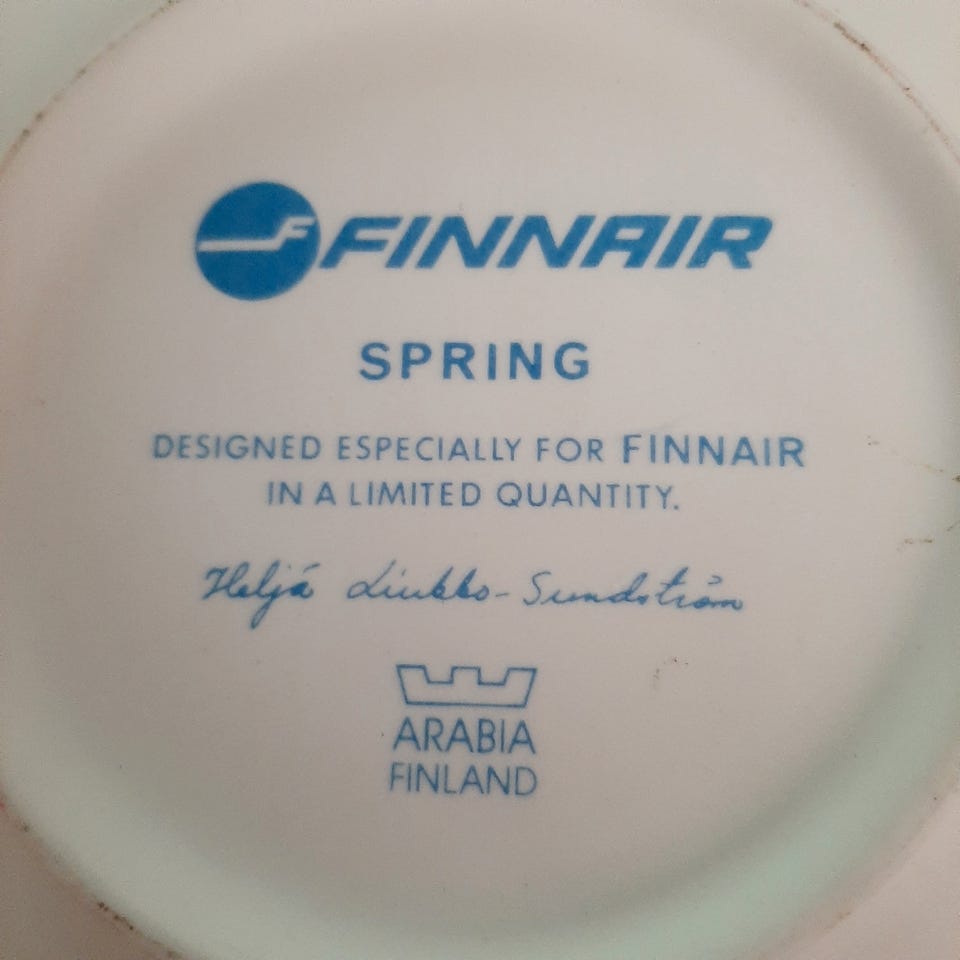 F FINNAIR
SPRING
DESIGNED ESPECIALLY FOR FINNAIR
IN A LIMITED QUANTITY.
Heljä Liukko-Sundström
ARABIA
FINLAND